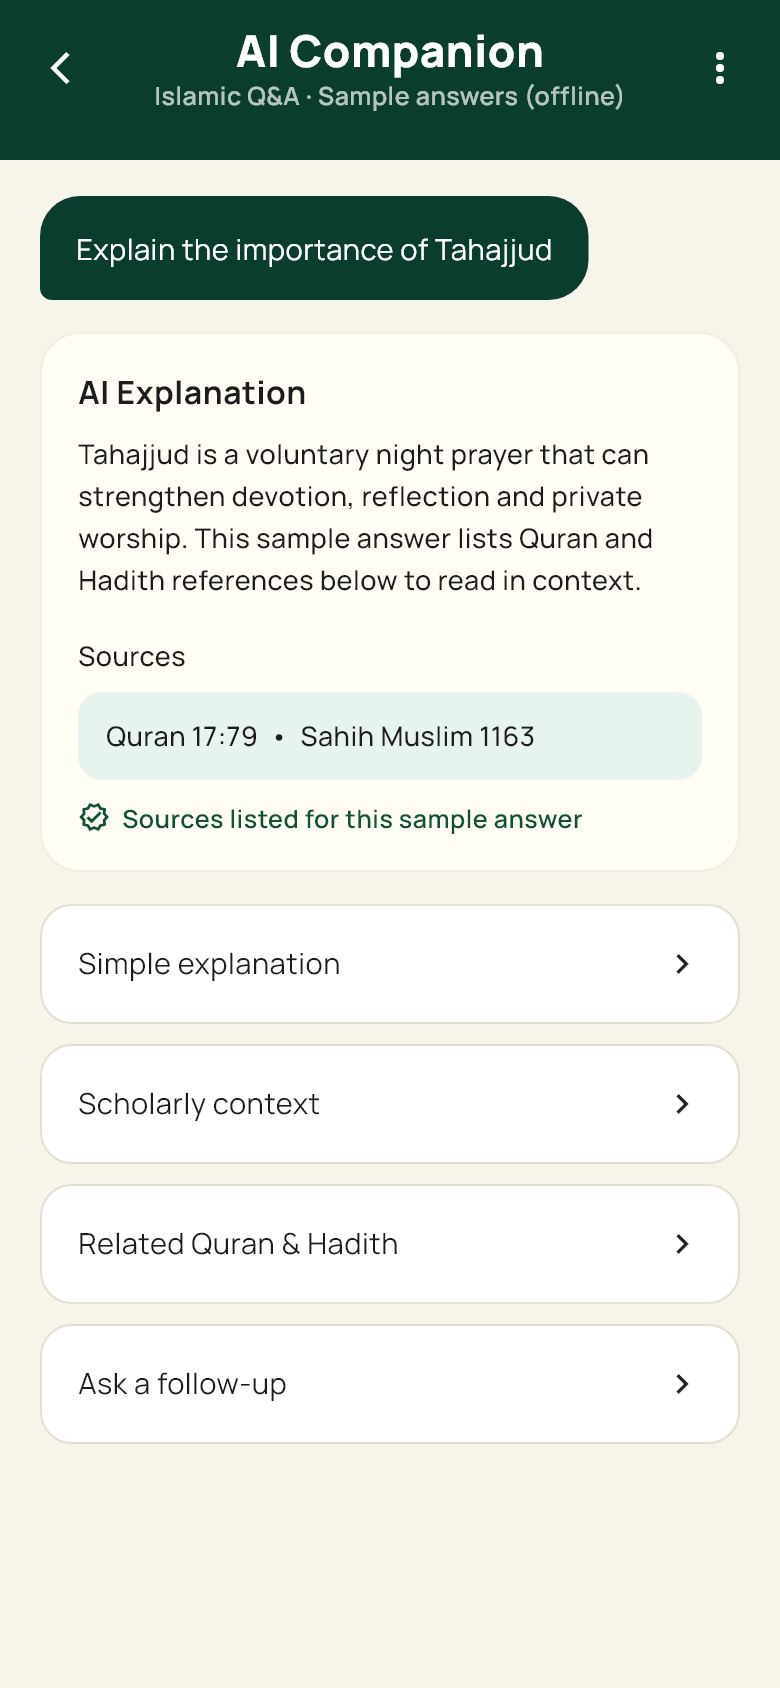 AI Companion
Islamic Q&A · Sample answers (offline)
Explain the importance of Tahajjud
AI Explanation
Tahajjud is a voluntary night prayer that can
strengthen devotion, reflection and private
worship. This sample answer lists Quran and
Hadith references below to read in context.
Sources
Quran 17:79 • Sahih Muslim 1163
Sources listed for this sample answer
Simple explanation
Scholarly context
Related Quran & Hadith
Ask a follow-up